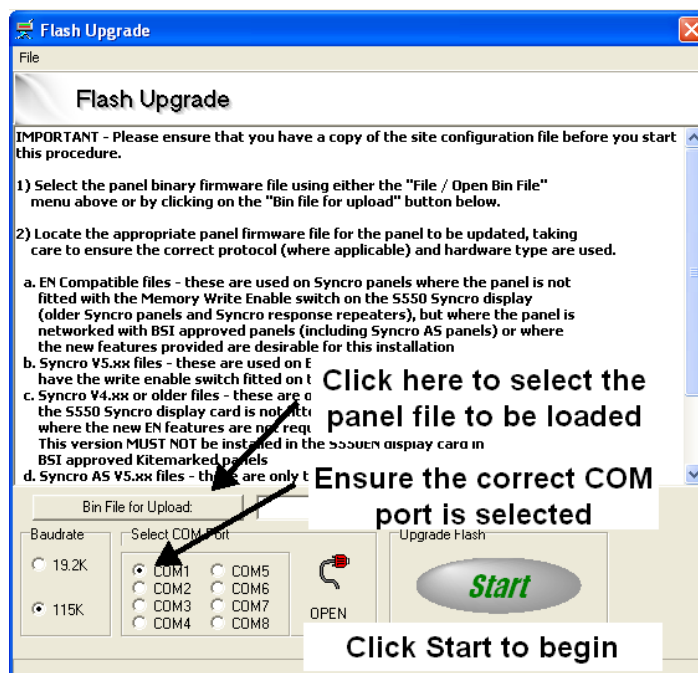 Flash Upgrade
File
Flash Upgrade
IMPORTANT - Please ensure that you have a copy of the site configuration file before you start
this procedure.
1) Select the panel binary firmware file using either the "File / Open Bin File"
menu above or by clicking on the "Bin file for upload" button below.
2) Locate the appropriate panel firmware file for the panel to be updated, taking
care to ensure the correct protocol (where applicable) and hardware type are used.
a. EN Compatible files - these are used on Syncro panels where the panel is not
fitted with the Memory Write Enable switch on the S550 Syncro display
(older Syncro panels and Syncro response repeaters), but where the panel is
networked with BSI approved panels (including Syncro AS panels) or where
the new features provided are desirable for this installation
b. Syncro V5.xx files - these are used on
have the write enable switch fitted on
c. Syncro V4.xx or older files - these are
the S550 Syncro display card is not
where the new EN features are not
This version MUST NOT be installed in the S550EN display card in
BSI approved Kitemarked panels
d. Syncro AS V5.xx files - these are only
Click here to select the
panel file to be loaded
Ensure the correct COM
port is selected
Bin File for Upload:
Baudrate
19.2K
115K
Select COM Port
COM1 COM5
COM2 COM6
COM3 COM7
COM4 COM8
OPEN
Upgrade Flash
Start
Click Start to begin